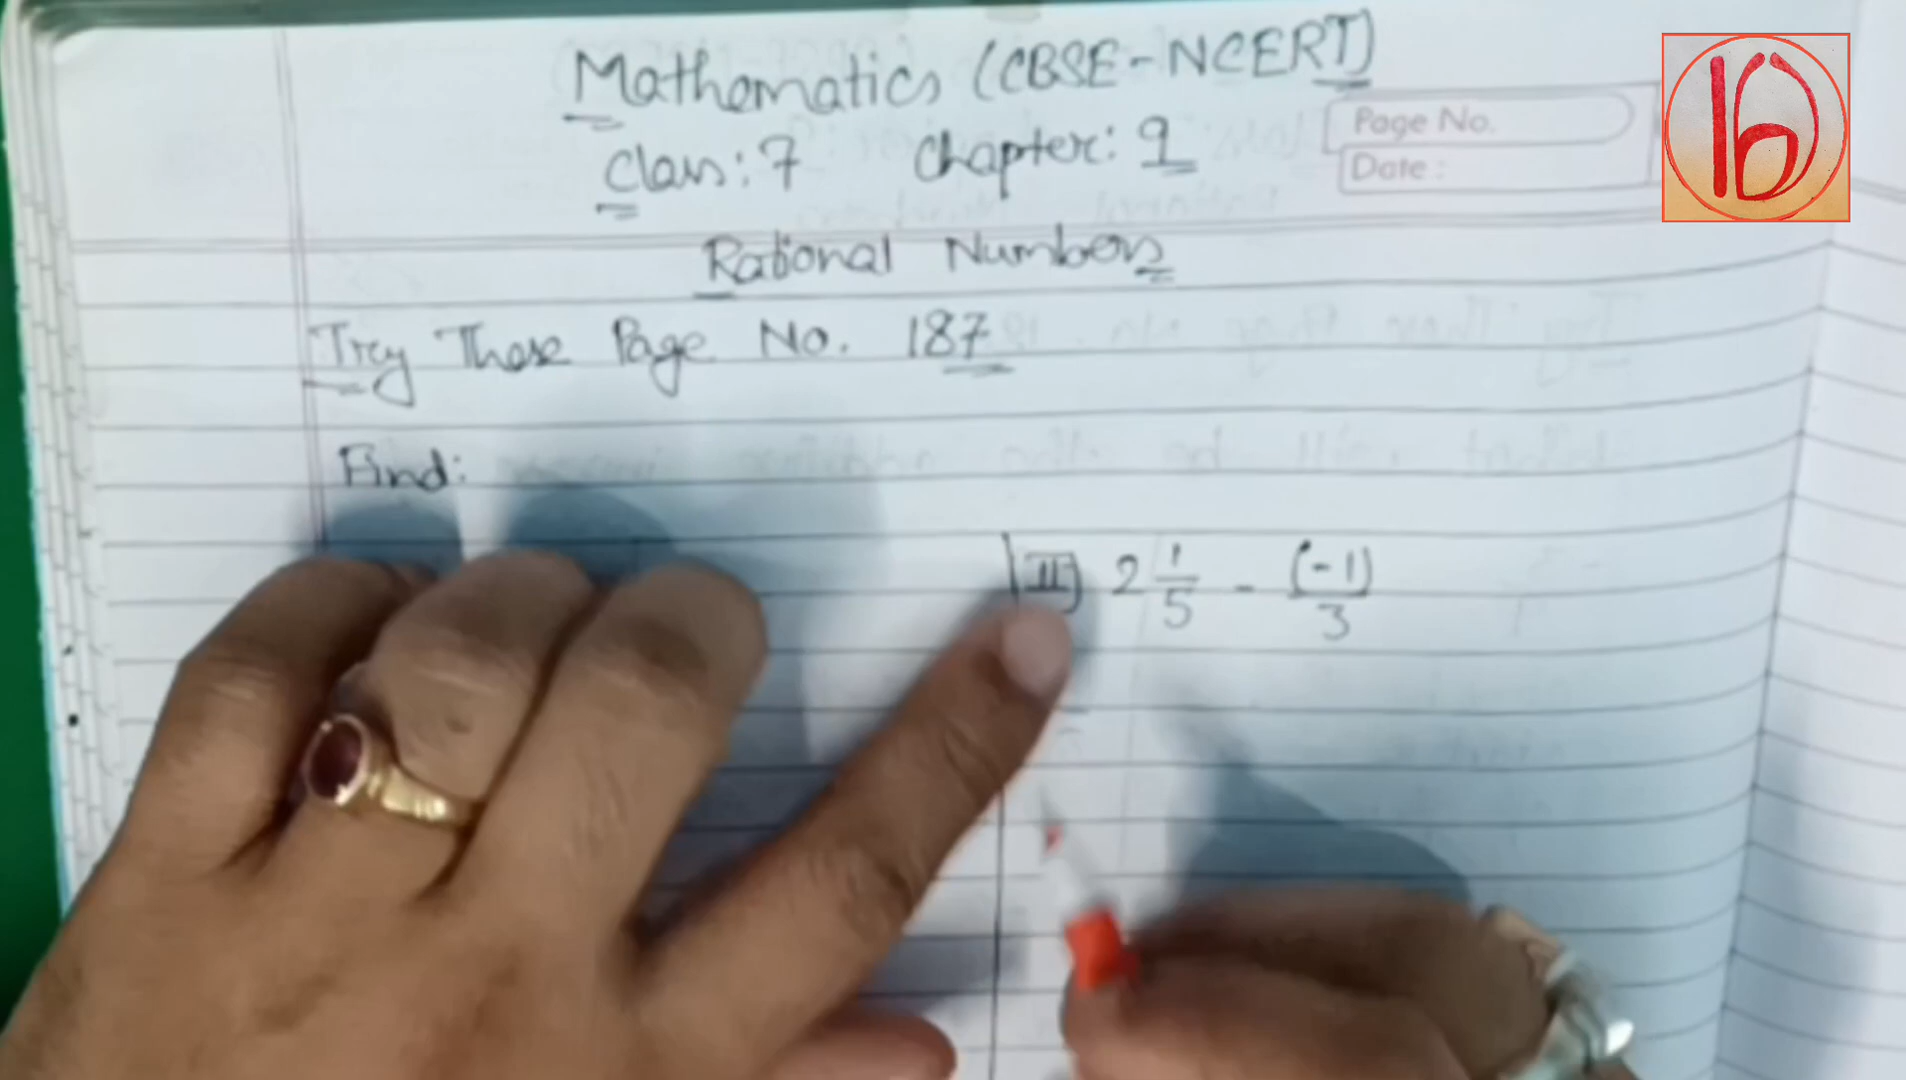 Mathematics (CBSE-NCERT)
Page No.
Class: 7 Chapter: 9
Date :
Rational Numbers
Try These Page No. 187
Find:
II) 2 1/5 - (-1)/3